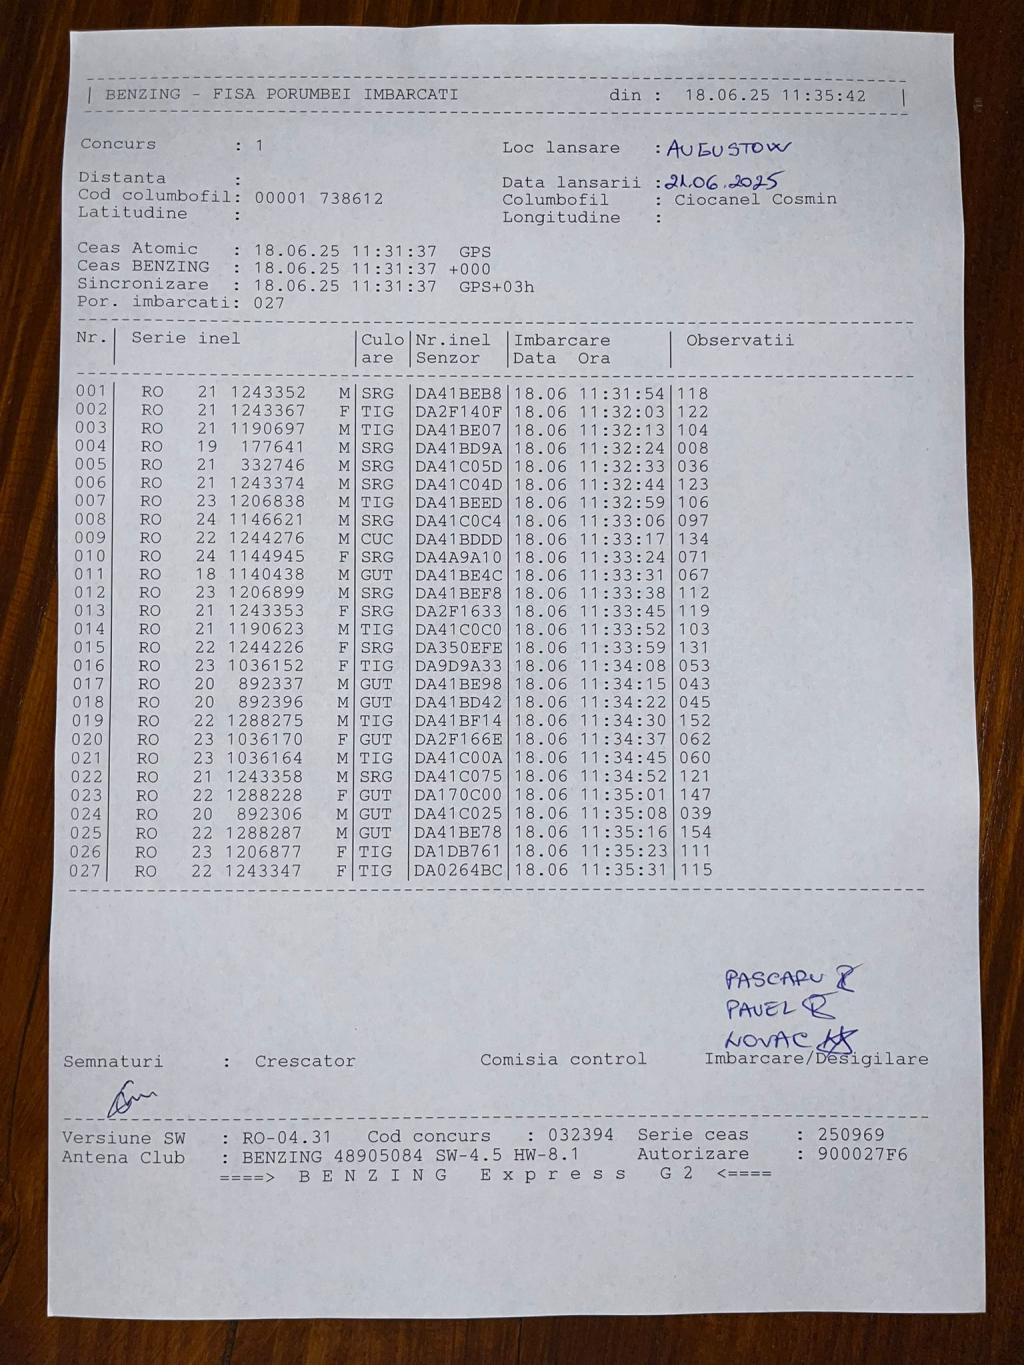 | BENZING - FISA PORUMBEI IMBARCATI din : 18.06.25 11:35:42 |
Concurs : 1 Loc lansare : AUGUSTOW
Distanta : Data lansarii : 21.06.2025
Cod columbofil: 00001 738612 Columbofil : Ciocanel Cosmin
Latitudine : Longitudine :
Ceas Atomic : 18.06.25 11:31:37 GPS
Ceas BENZING : 18.06.25 11:31:37 +000
Sincronizare : 18.06.25 11:31:37 GPS+03h
Por. imbarcati: 027
Nr. | Serie inel |Culo|Nr.inel |Imbarcare | Observatii
are |Senzor |Data Ora
001| RO 21 1243352 M|SRG|DA41BEB8|18.06 11:31:54|118
002| RO 21 1243367 F|TIG|DA2F140F|18.06 11:32:03|122
003| RO 21 1190697 M|TIG|DA41BE07|18.06 11:32:13|104
004| RO 19 177641 M|SRG|DA41BD9A|18.06 11:32:24|008
005| RO 21 332746 M|SRG|DA41C05D|18.06 11:32:33|036
006| RO 21 1243374 M|SRG|DA41C04D|18.06 11:32:44|123
007| RO 23 1206838 M|TIG|DA41BEED|18.06 11:32:59|106
008| RO 24 1146621 M|SRG|DA41C0C4|18.06 11:33:06|097
009| RO 22 1244276 M|CUC|DA41BDDD|18.06 11:33:17|134
010| RO 24 1144945 F|SRG|DA4A9A10|18.06 11:33:24|071
011| RO 18 1140438 M|GUT|DA41BE4C|18.06 11:33:31|067
012| RO 23 1206899 M|SRG|DA41BEF8|18.06 11:33:38|112
013| RO 21 1243353 F|SRG|DA2F1633|18.06 11:33:45|119
014| RO 21 1190623 M|TIG|DA41C0C0|18.06 11:33:52|103
015| RO 22 1244226 F|SRG|DA350EFE|18.06 11:33:59|131
016| RO 23 1036152 F|TIG|DA9D9A33|18.06 11:34:08|053
017| RO 20 892337 M|GUT|DA41BE98|18.06 11:34:15|043
018| RO 20 892396 M|GUT|DA41BD42|18.06 11:34:22|045
019| RO 22 1288275 M|TIG|DA41BF14|18.06 11:34:30|152
020| RO 23 1036170 F|GUT|DA2F166E|18.06 11:34:37|062
021| RO 23 1036164 M|TIG|DA41C00A|18.06 11:34:45|060
022| RO 21 1243358 M|SRG|DA41C075|18.06 11:34:52|121
023| RO 22 1288228 F|GUT|DA170C00|18.06 11:35:01|147
024| RO 20 892306 M|GUT|DA41C025|18.06 11:35:08|039
025| RO 22 1288287 M|GUT|DA41BE78|18.06 11:35:16|154
026| RO 23 1206877 F|TIG|DA1DB761|18.06 11:35:23|111
027| RO 22 1243347 F|TIG|DA0264BC|18.06 11:35:31|115
PASCARU
PAVEL
NOVAC
Semnaturi : Crescator Comisia control Imbarcare/Desigilare
Versiune SW : RO-04.31 Cod concurs : 032394 Serie ceas : 250969
Antena Club : BENZING 48905084 SW-4.5 HW-8.1 Autorizare : 900027F6
====> B E N Z I N G E x p r e s s G 2 <====